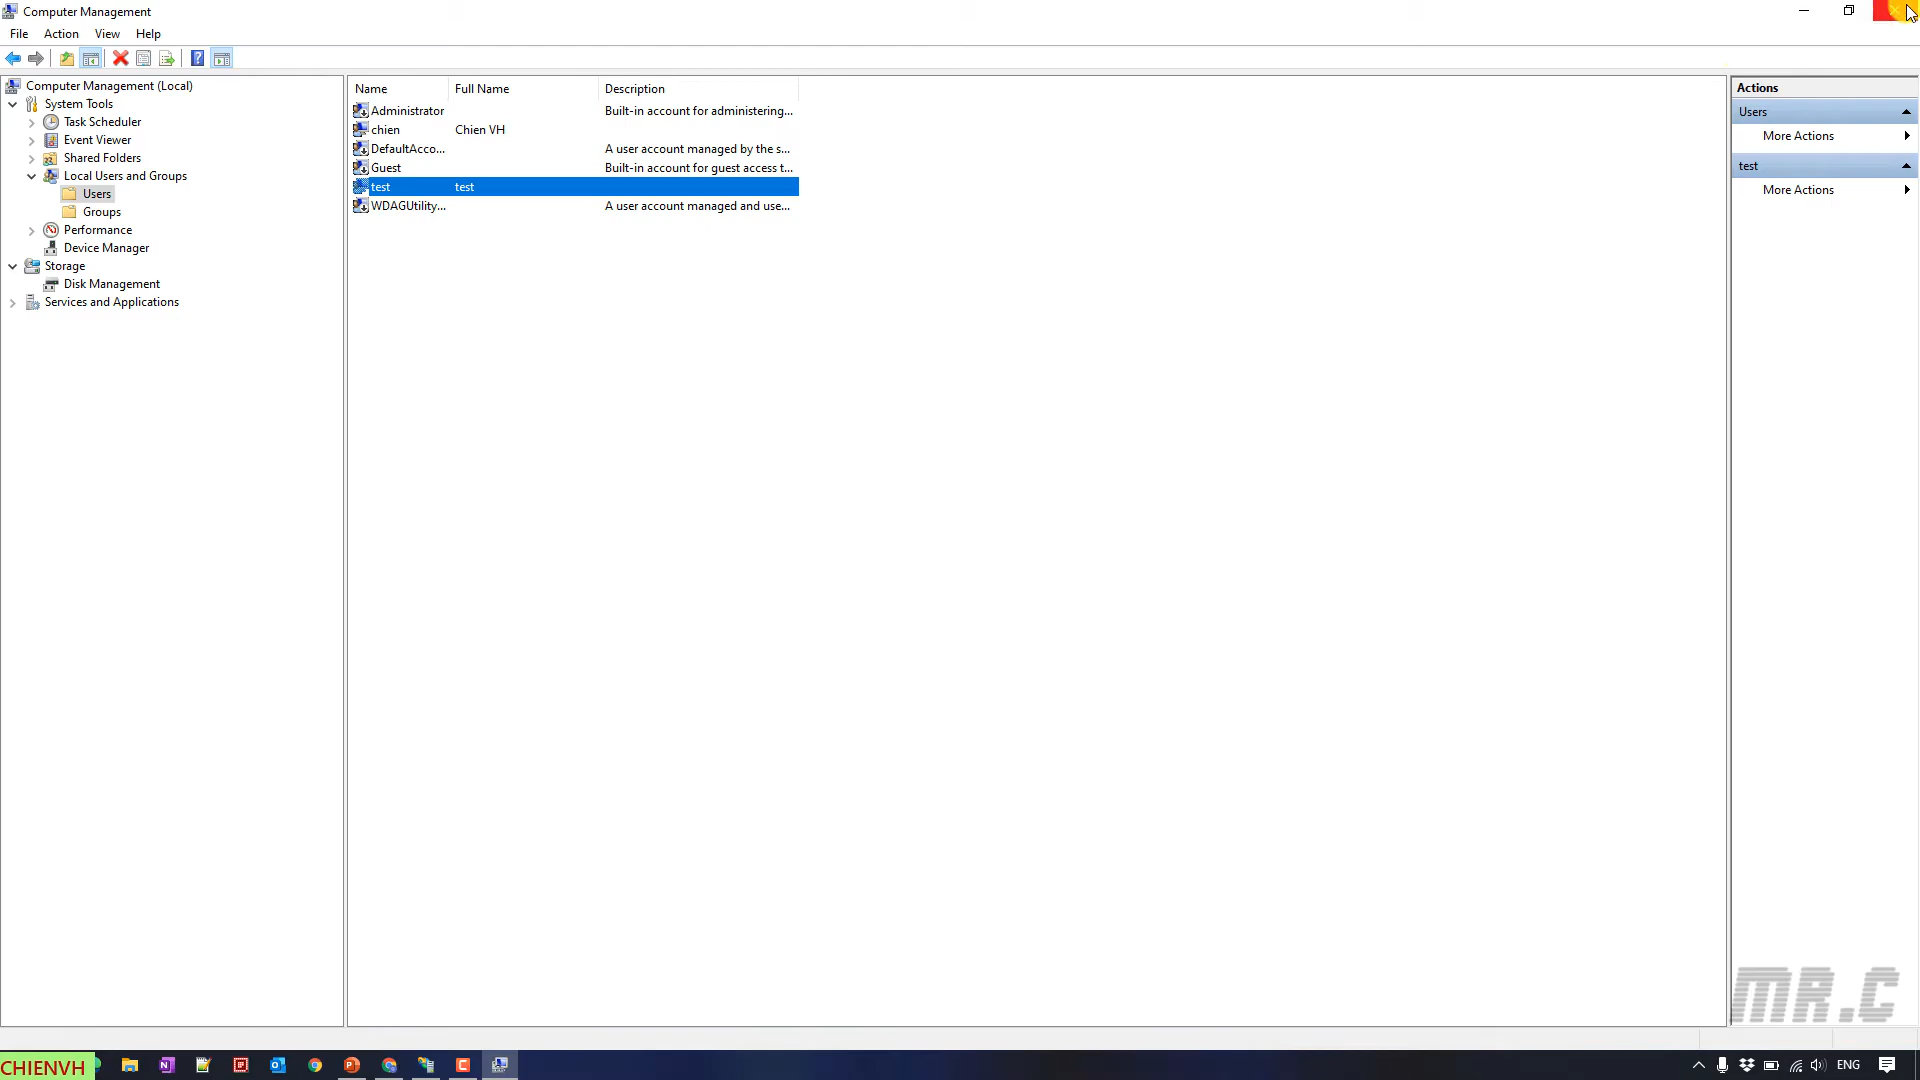 Computer Management
File Action View Help
Computer Management (Local)
System Tools
Task Scheduler
Event Viewer
Shared Folders
Local Users and Groups
Users
Groups
Performance
Device Manager
Storage
Disk Management
Services and Applications
Name Full Name Description
Administrator Built-in account for administering...
chien Chien VH
DefaultAcco... A user account managed by the s...
Guest Built-in account for guest access t...
test test
WDAGUtility... A user account managed and use...
Actions
Users
More Actions
test
More Actions
MR.C
CHIENVH
ENG